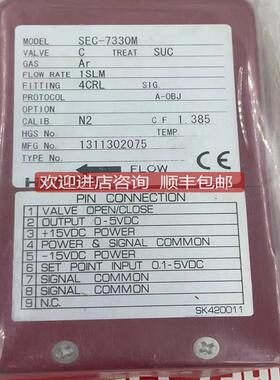 MODEL SEC-7330M
VALVE C TREAT SUC
GAS Ar
FLOW RATE 1SLM
FITTING 4CRL SIG.
PROTOCOL A-OBJ
OPTION
CALIB. N2 C.F. 1.385
HGS No. TEMP.
MFG No. 1311302075
TYPE No.
FLOW CE
欢迎进店咨询 顺丰包邮
PIN CONNECTION
1 VALVE OPEN/CLOSE
2 OUTPUT 0-5VDC
3 +15VDC POWER
4 POWER & SIGNAL COMMON
5 -15VDC POWER
6 SET POINT INPUT 0.1-5VDC
7 SIGNAL COMMON
8 SIGNAL COMMON
9 N.C.
SK420011